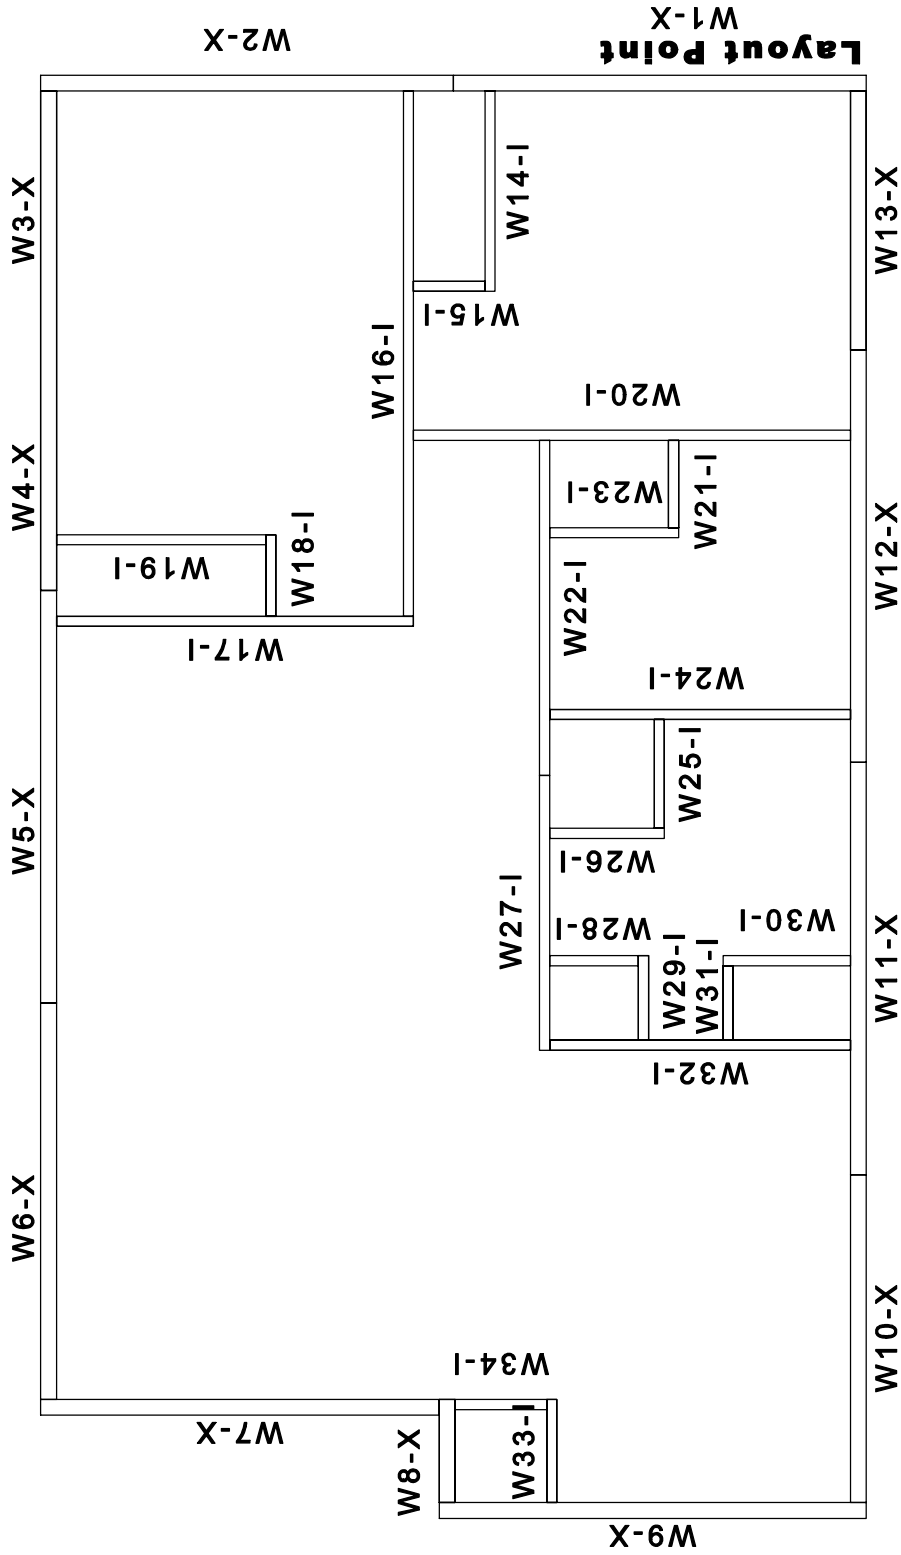 W1-X
Layout Point
W2-X
W3-X
W14-I
W13-X
W15-I
W16-I
W20-I
W4-X
W23-I
W21-I
W12-X
W19-I
W18-I
W22-I
W17-I
W24-I
W25-I
W5-X
W26-I
W27-I
W28-I
W30-I
W29-I
W31-I
W11-X
W32-I
W6-X
W10-X
W34-I
W7-X
W8-X
W33-I
W9-X